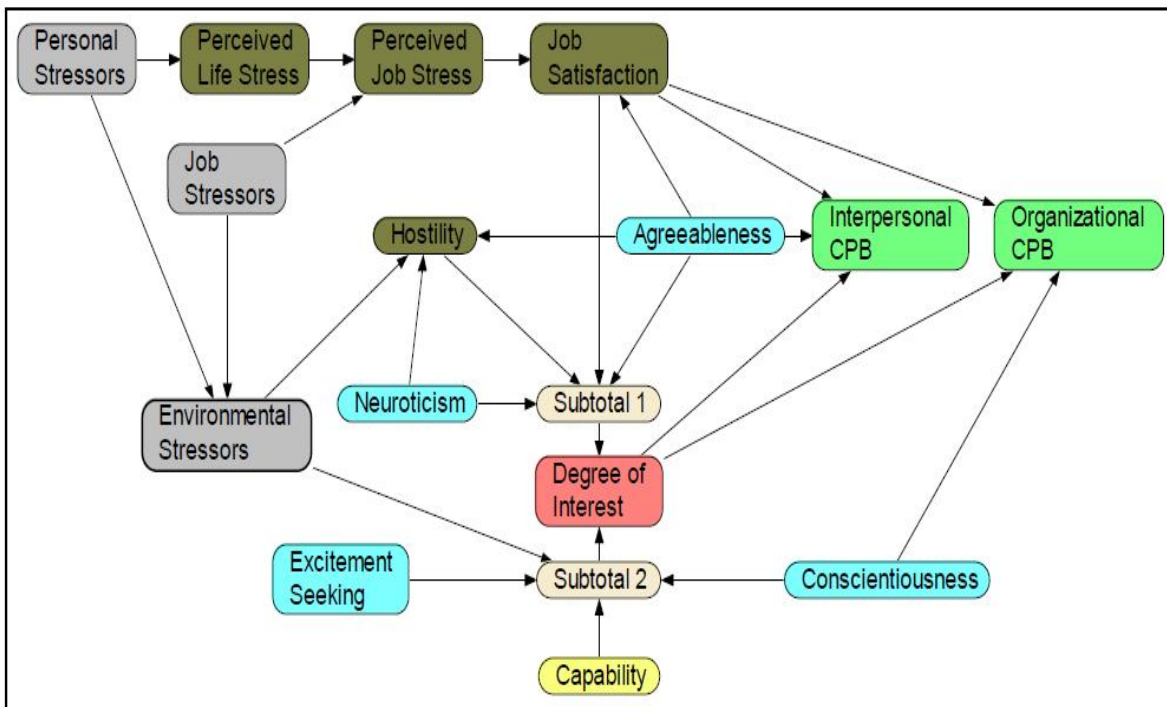 Personal
Stressors
Perceived
Life Stress
Perceived
Job Stress
Job
Satisfaction
Job
Stressors
Hostility
Agreeableness
Interpersonal
CPB
Organizational
CPB
Neuroticism
Subtotal 1
Environmental
Stressors
Degree of
Interest
Excitement
Seeking
Subtotal 2
Conscientiousness
Capability